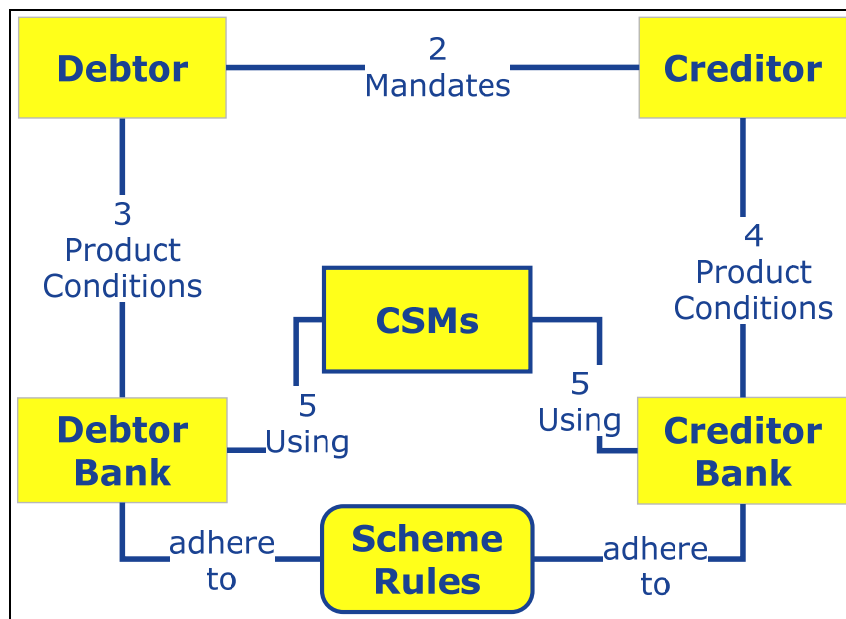 Debtor
2
Mandates
Creditor
3
Product
Conditions
4
Product
Conditions
CSMs
5
Using
5
Using
Debtor
Bank
Creditor
Bank
adhere
to
Scheme
Rules
adhere
to